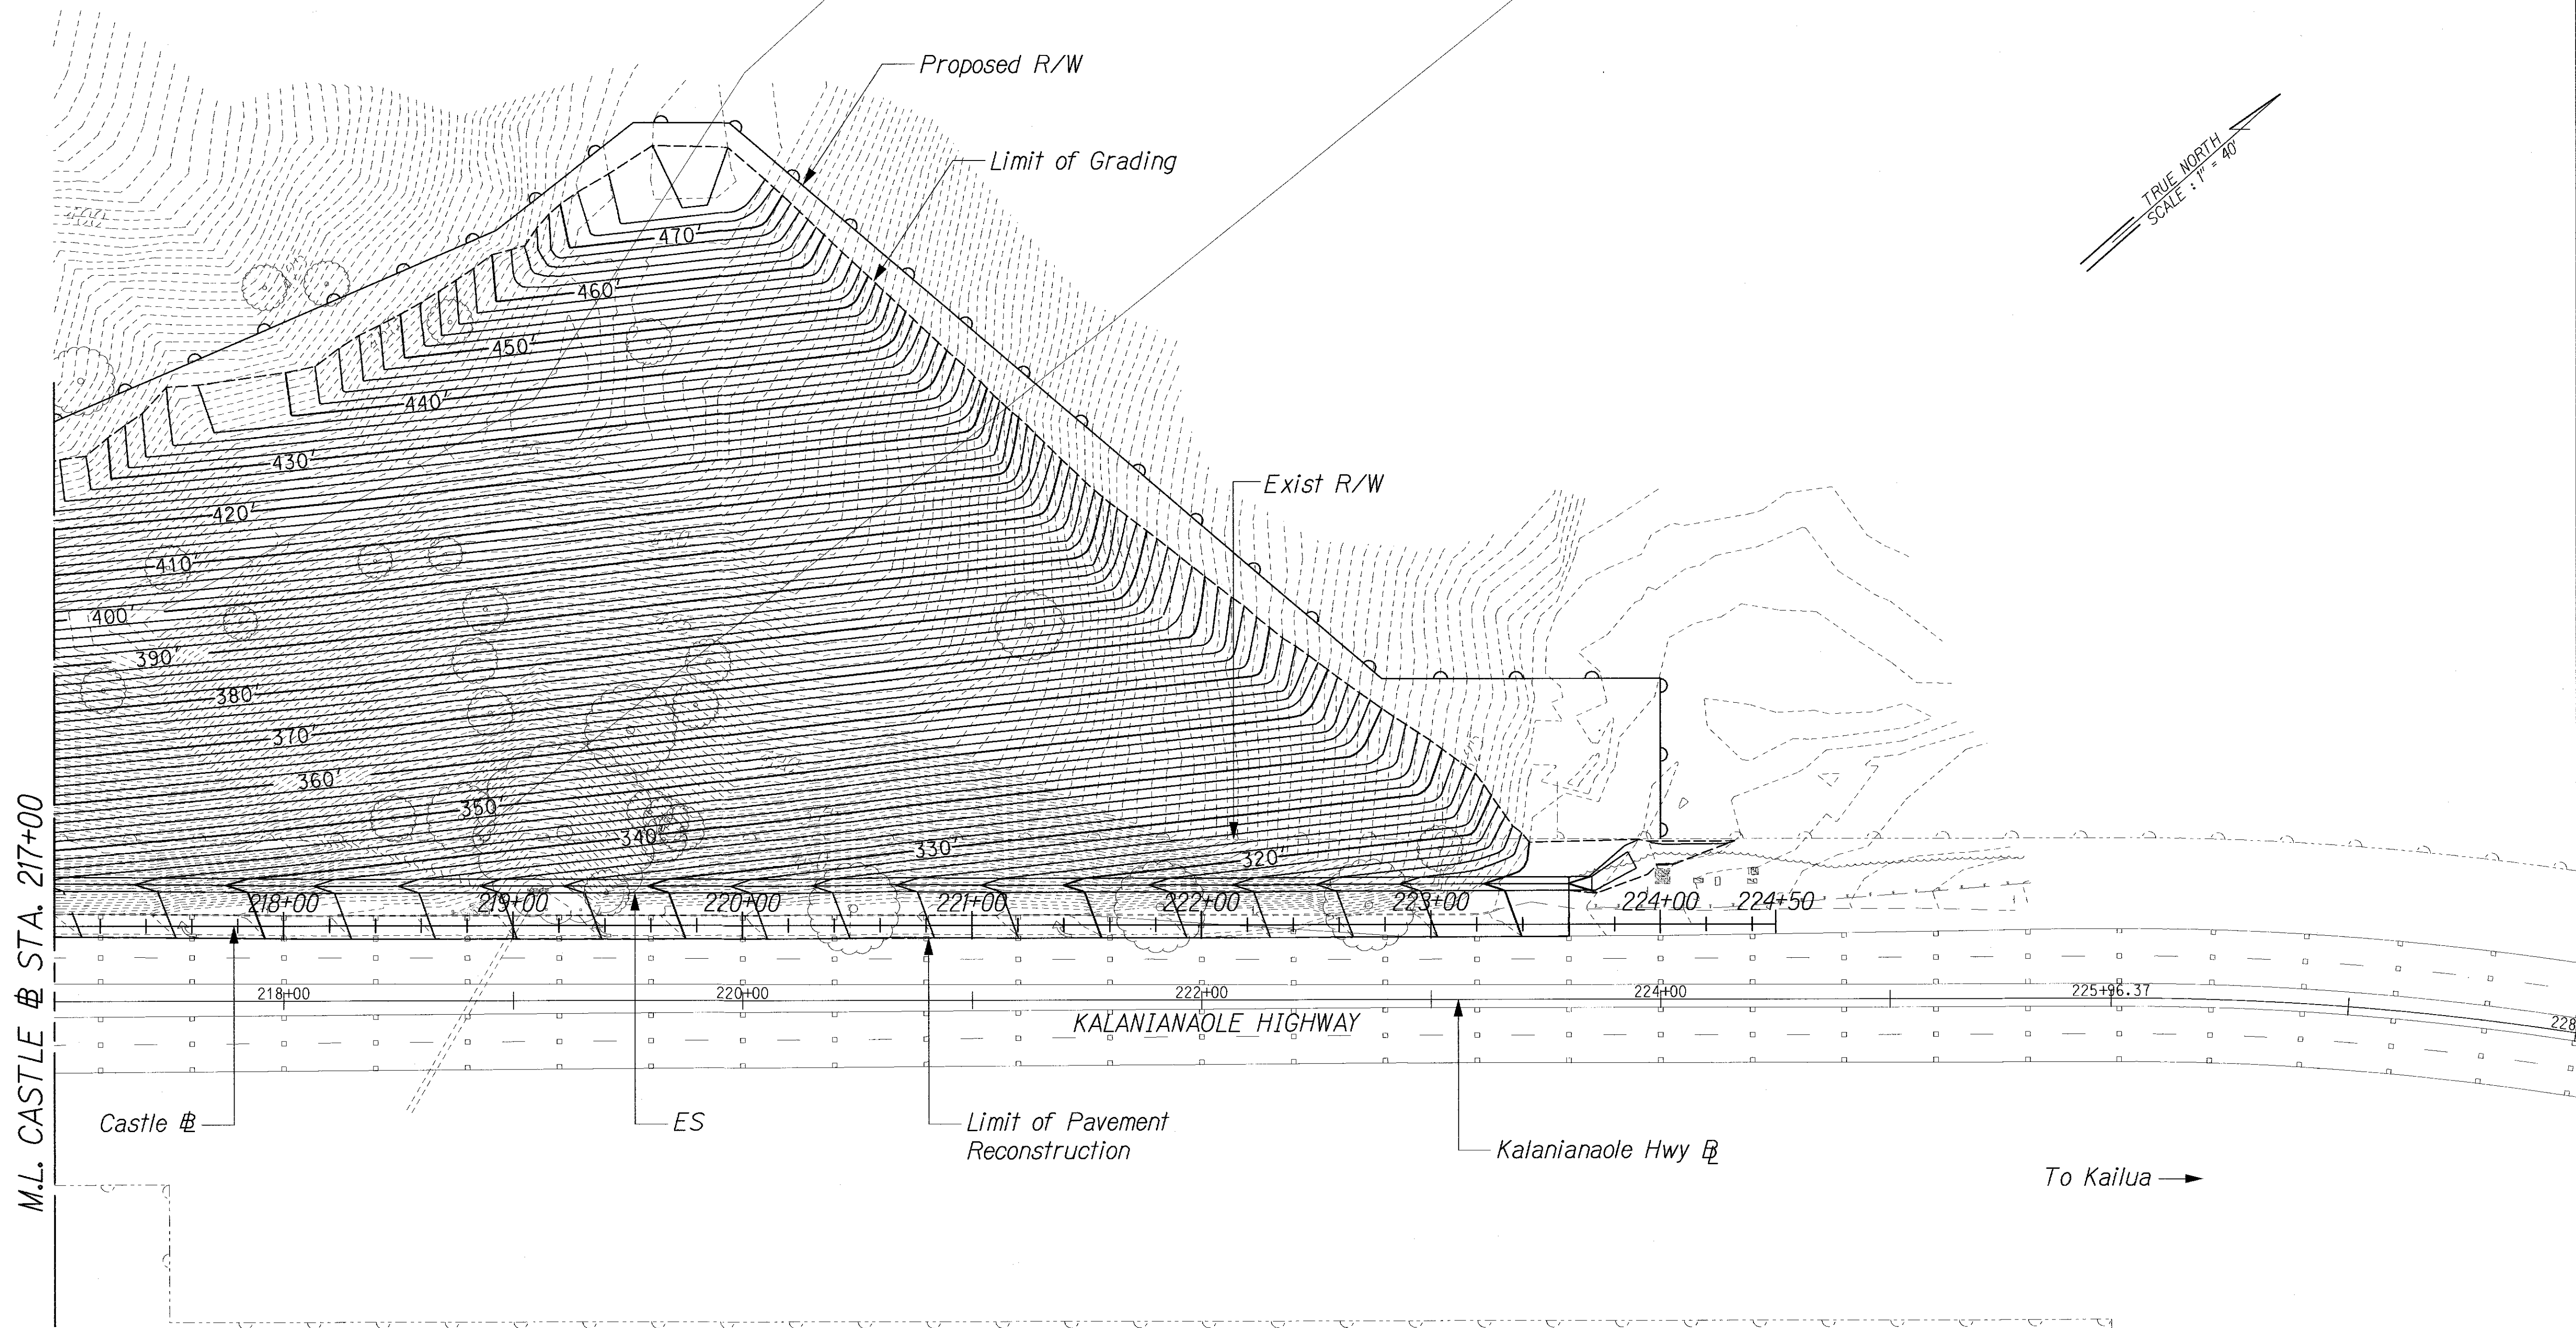 Proposed R/W
Limit of Grading
TRUE NORTH
SCALE : 1" = 40'
470'
460'
450'
440'
430'
420'
410'
400'
390'
380'
370'
360'
350'
340'
330'
320'
Exist R/W
M.L. CASTLE ℄ STA. 217+00
218+00 219+00 220+00 221+00 222+00 223+00 224+00 224+50
218+00 220+00 222+00 224+00 225+96.37 228
KALANIANAOLE HIGHWAY
Castle ℄
ES
Limit of Pavement
Reconstruction
Kalanianaole Hwy ℄
To Kailua